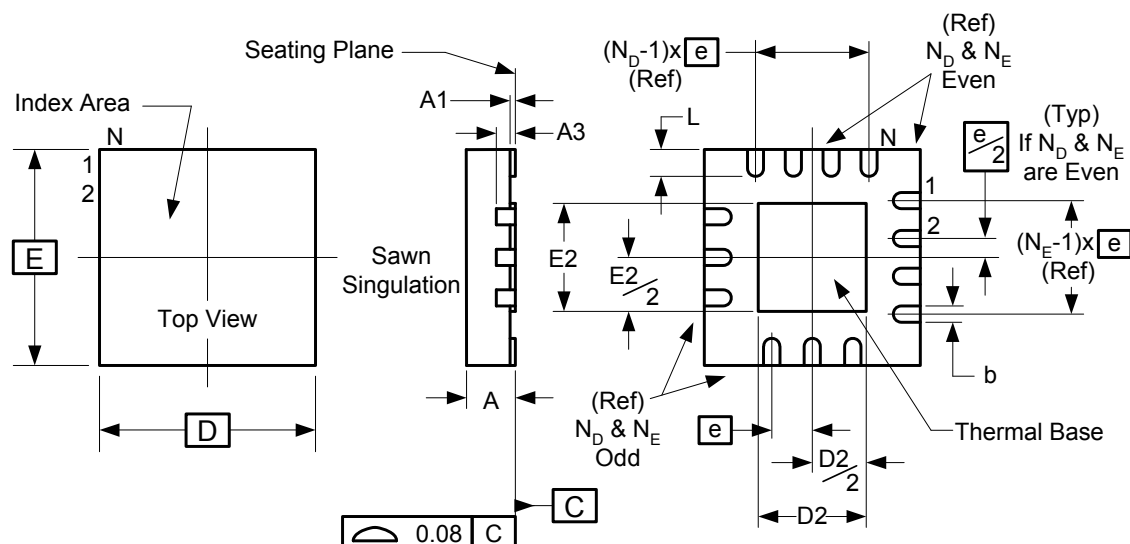 Seating Plane
Index Area
A1
A3
N
1
2
E
Top View
D
Sawn
Singulation
A
0.08 C
C
(N_D-1)x e
(Ref)
(Ref)
N_D & N_E
Even
L
N
e/2
(Typ)
If N_D & N_E
are Even
1
2
(N_E-1)x e
(Ref)
E2
E2/2
b
(Ref)
N_D & N_E
Odd
e
Thermal Base
D2/2
D2